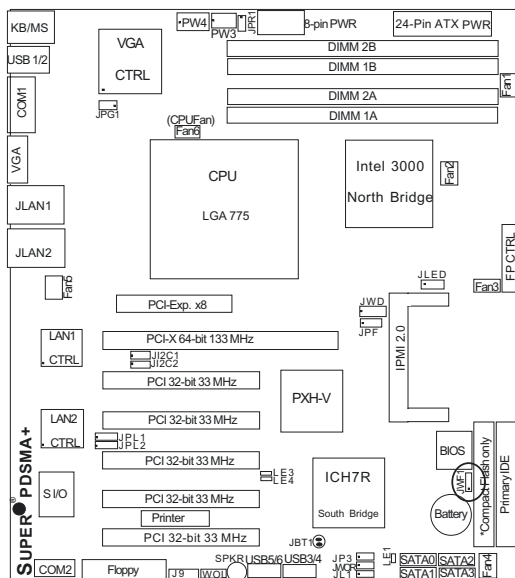 KB/MS
PW4
PW3
JPR1
8-pin PWR
24-Pin ATX PWR
VGA
CTRL
USB 1/2
DIMM 2B
DIMM 1B
Fan1
COM1
JPG1
DIMM 2A
DIMM 1A
(CPUFan)
Fan6
VGA
CPU
LGA 775
Intel 3000
North Bridge
Fan2
JLAN1
JLAN2
FP CTRL
Fan5
JLED
Fan3
PCI-Exp. x8
JWD
JPF
IPMI 2.0
LAN1
CTRL
PCI-X 64-bit 133 MHz
JI2C1
JI2C2
PCI 32-bit 33 MHz
PXH-V
LAN2
CTRL
PCI 32-bit 33 MHz
JPL1
JPL2
BIOS
*Compact Flash only
Primary IDE
PCI 32-bit 33 MHz
LE3
LE4
JWF1
ICH7R
South Bridge
S I/O
PCI 32-bit 33 MHz
Battery
Printer
PCI 32-bit 33 MHz
JBT1
SUPER® PDSMA+
COM2
Floppy
J9
WOL
SPKR
USB5/6
USB3/4
JP3
JWOR
JL1
LE1
SATA0
SATA2
SATA1
SATA3
Fan4